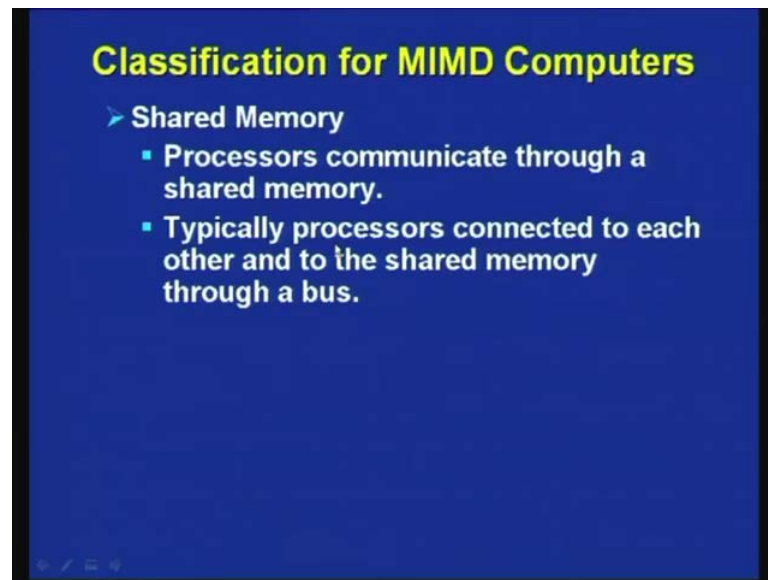 Classification for MIMD Computers
Shared Memory
Processors communicate through a
shared memory.
Typically processors connected to each
other and to the shared memory
through a bus.